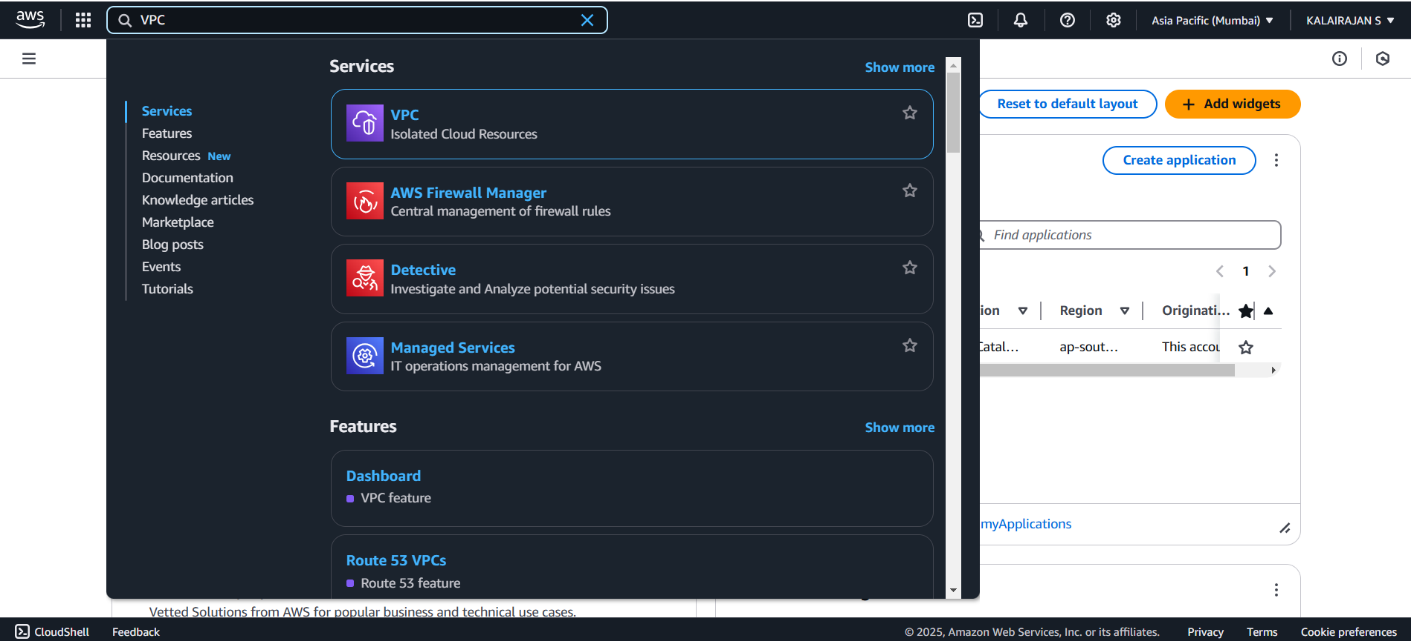 aws
VPC
Asia Pacific (Mumbai)
KALAIRAJAN S
Services
Features
Resources New
Documentation
Knowledge articles
Marketplace
Blog posts
Events
Tutorials
Services
Show more
VPC
Isolated Cloud Resources
AWS Firewall Manager
Central management of firewall rules
Detective
Investigate and Analyze potential security issues
Managed Services
IT operations management for AWS
Features
Show more
Dashboard
VPC feature
Route 53 VPCs
Route 53 feature
Reset to default layout
Add widgets
Create application
Find applications
1
ion
Region
Originati...
Catal...
ap-sout...
This accou
myApplications
Vetted Solutions from AWS for popular business and technical use cases.
CloudShell
Feedback
© 2025, Amazon Web Services, Inc. or its affiliates.
Privacy
Terms
Cookie preferences